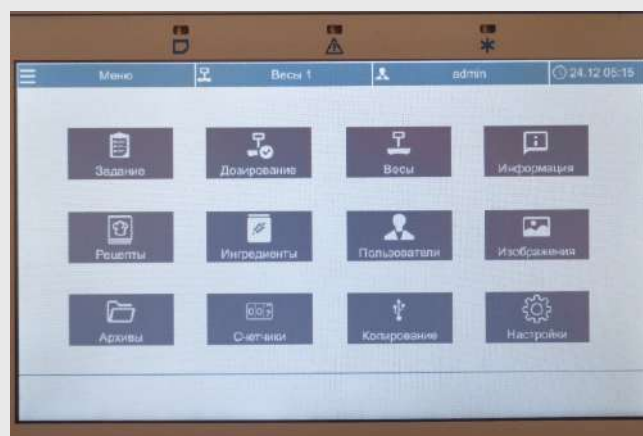 Меню Весы 1 admin 24.12 05:15
Задание Дозирование Весы Информация
Рецепты Ингредиенты Пользователи Изображения
Архивы Счетчики Копирование Настройки